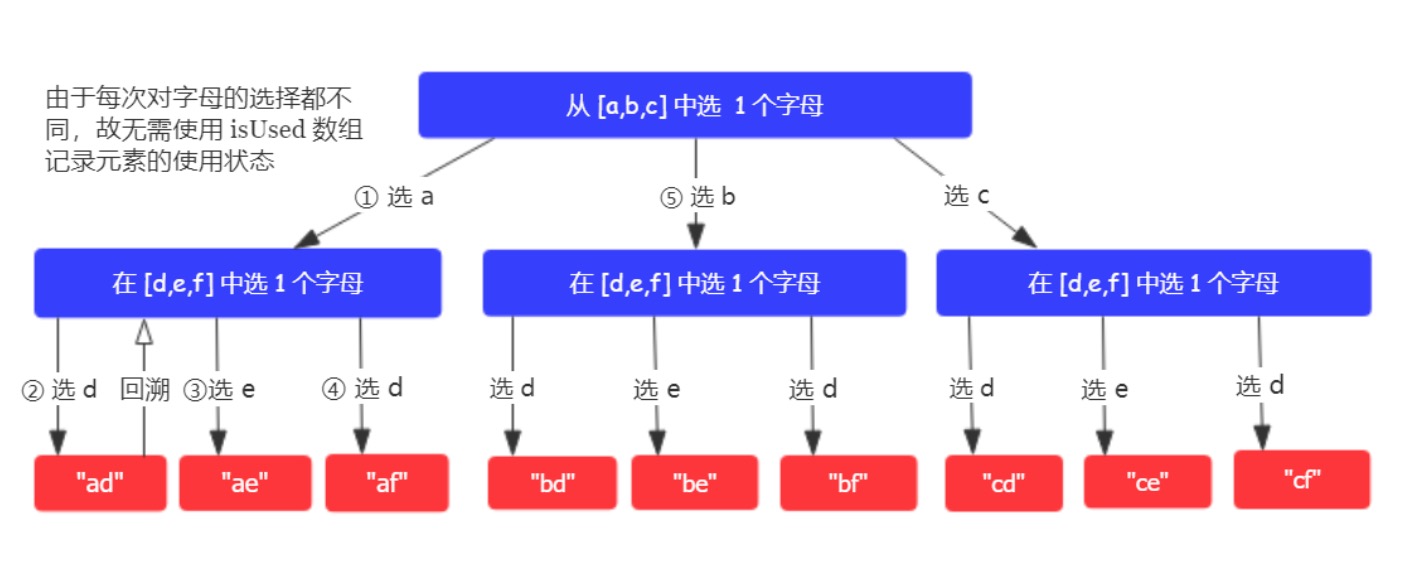 由于每次对字母的选择都不
同，故无需使用 isUsed 数组
记录元素的使用状态
从 [a,b,c] 中选 1 个字母
① 选 a
⑤ 选 b
选 c
在 [d,e,f] 中选 1 个字母
在 [d,e,f] 中选 1 个字母
在 [d,e,f] 中选 1 个字母
② 选 d
回溯
③选 e
④ 选 d
选 d
选 e
选 d
选 d
选 e
选 d
"ad"
"ae"
"af"
"bd"
"be"
"bf"
"cd"
"ce"
"cf"